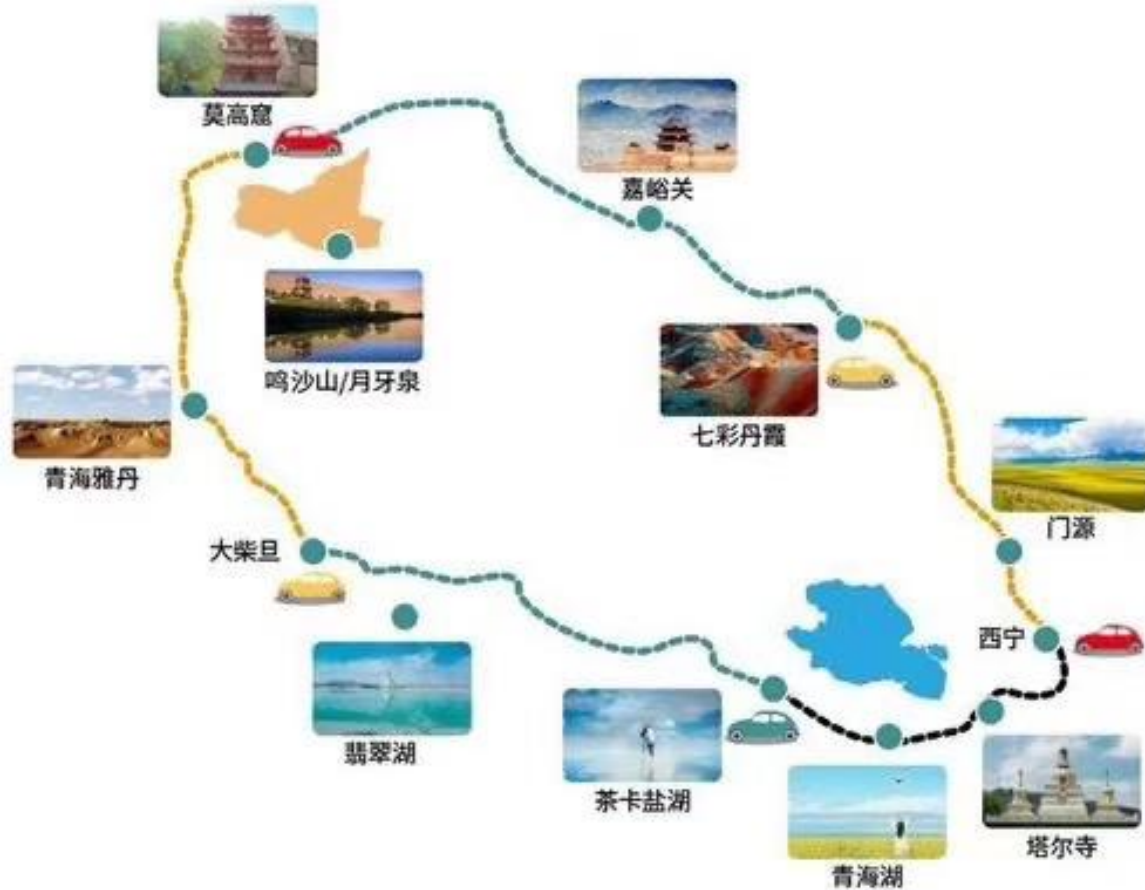 莫高窟
嘉峪关
鸣沙山/月牙泉
七彩丹霞
青海雅丹
门源
大柴旦
西宁
翡翠湖
茶卡盐湖
塔尔寺
青海湖